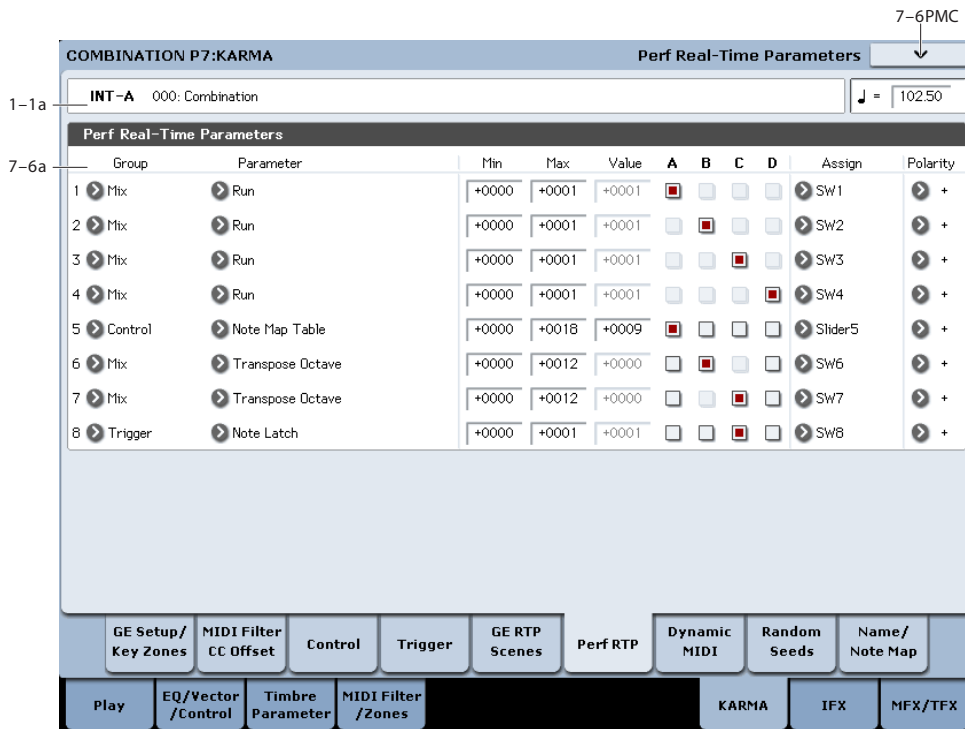 7–6PMC
COMBINATION P7:KARMA Perf Real-Time Parameters
1–1a INT-A 000: Combination ♩ = 102.50
Perf Real-Time Parameters
7–6a Group Parameter Min Max Value A B C D Assign Polarity
1 Mix Run +0000 +0001 +0001 SW1 +
2 Mix Run +0000 +0001 +0001 SW2 +
3 Mix Run +0000 +0001 +0001 SW3 +
4 Mix Run +0000 +0001 +0001 SW4 +
5 Control Note Map Table +0000 +0018 +0009 Slider5 +
6 Mix Transpose Octave +0000 +0012 +0000 SW6 +
7 Mix Transpose Octave +0000 +0012 +0000 SW7 +
8 Trigger Note Latch +0000 +0001 +0001 SW8 +
GE Setup/ MIDI Filter Control Trigger GE RTP Perf RTP Dynamic Random Name/
Key Zones CC Offset Scenes MIDI Seeds Note Map
Play EQ/Vector Timbre MIDI Filter KARMA IFX MFX/TFX
/Control Parameter /Zones